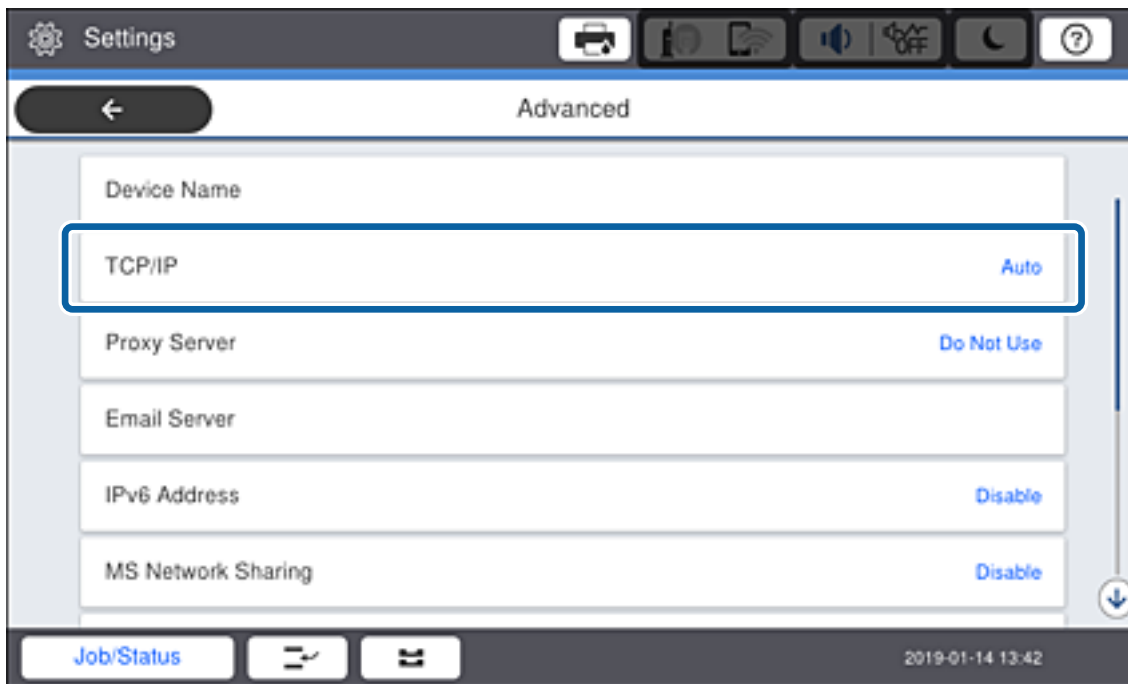 Settings
OFF
?
Advanced
Device Name
TCP/IP
Auto
Proxy Server
Do Not Use
Email Server
IPv6 Address
Disable
MS Network Sharing
Disable
Job/Status
2019-01-14 13:42